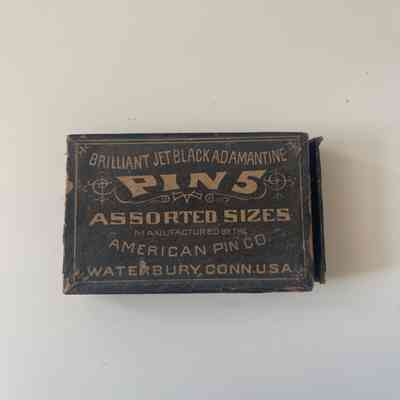 BRILLIANT JET BLACK ADAMANTINE
PINS
ASSORTED SIZES
MANUFACTURED BY THE
AMERICAN PIN CO.
WATERBURY, CONN. U.S.A.